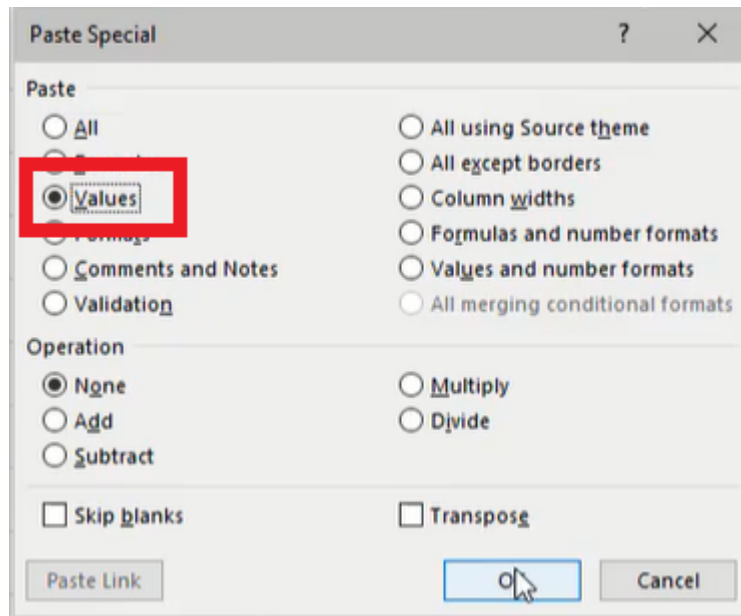 Paste Special
?
Paste
All
All using Source theme
All except borders
Values
Column widths
Formulas and number formats
Comments and Notes
Values and number formats
Validation
All merging conditional formats
Operation
None
Multiply
Add
Divide
Subtract
Skip blanks
Transpose
Paste Link
Cancel